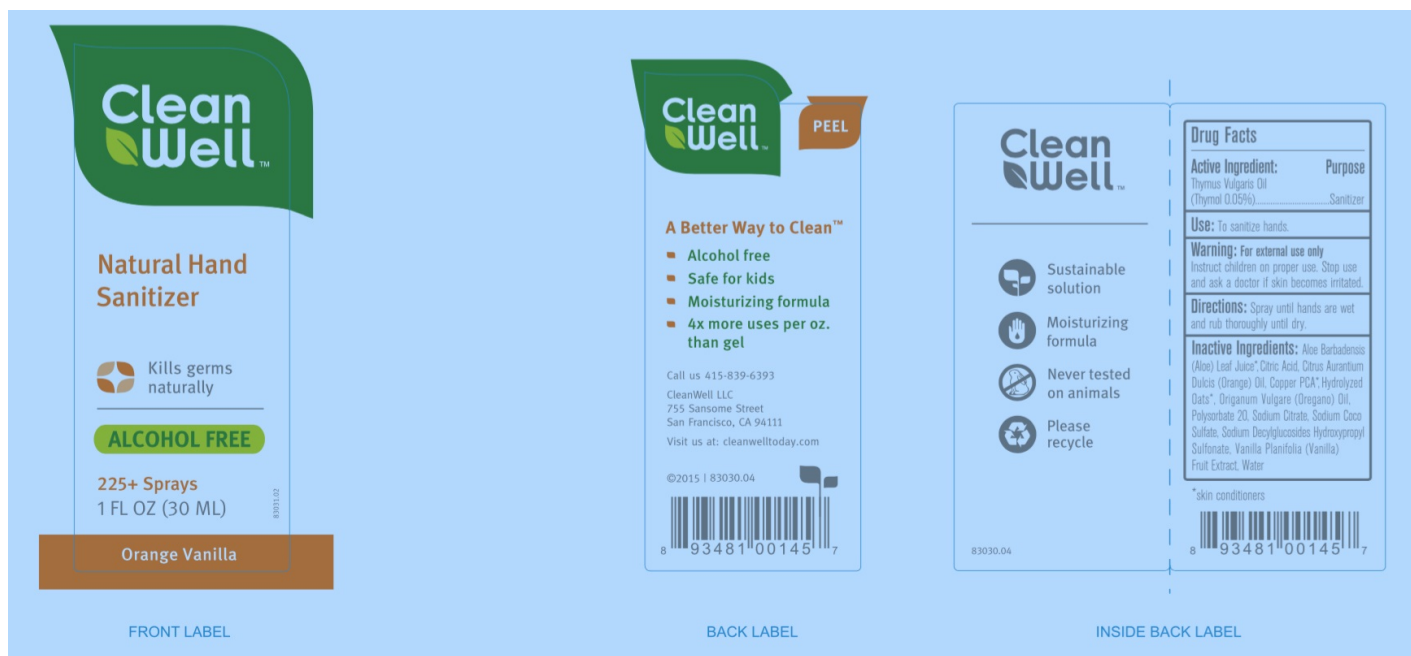 Clean
Well™
Natural Hand
Sanitizer
Kills germs
naturally
ALCOHOL FREE
225+ Sprays
1 FL OZ (30 ML)
83031.02
Orange Vanilla
FRONT LABEL
Clean
Well™
PEEL
A Better Way to Clean™
Alcohol free
Safe for kids
Moisturizing formula
4x more uses per oz.
than gel
Call us 415-839-6393
CleanWell LLC
755 Sansome Street
San Francisco, CA 94111
Visit us at: cleanwelltoday.com
©2015 | 83030.04
8 93481 00145 7
BACK LABEL
Clean
Well™
Sustainable
solution
Moisturizing
formula
Never tested
on animals
Please
recycle
83030.04
Drug Facts
Active Ingredient: Purpose
Thymus Vulgaris Oil
(Thymol 0.05%)..............................Sanitizer
Use: To sanitize hands.
Warning: For external use only
Instruct children on proper use. Stop use
and ask a doctor if skin becomes irritated.
Directions: Spray until hands are wet
and rub thoroughly until dry.
Inactive Ingredients: Aloe Barbadensis
(Aloe) Leaf Juice*, Citric Acid, Citrus Aurantium
Dulcis (Orange) Oil, Copper PCA*, Hydrolyzed
Oats*, Origanum Vulgare (Oregano) Oil,
Polysorbate 20, Sodium Citrate, Sodium Coco
Sulfate, Sodium Decylglucosides Hydroxypropyl
Sulfonate, Vanilla Planifolia (Vanilla)
Fruit Extract, Water
*skin conditioners
8 93481 00145 7
INSIDE BACK LABEL